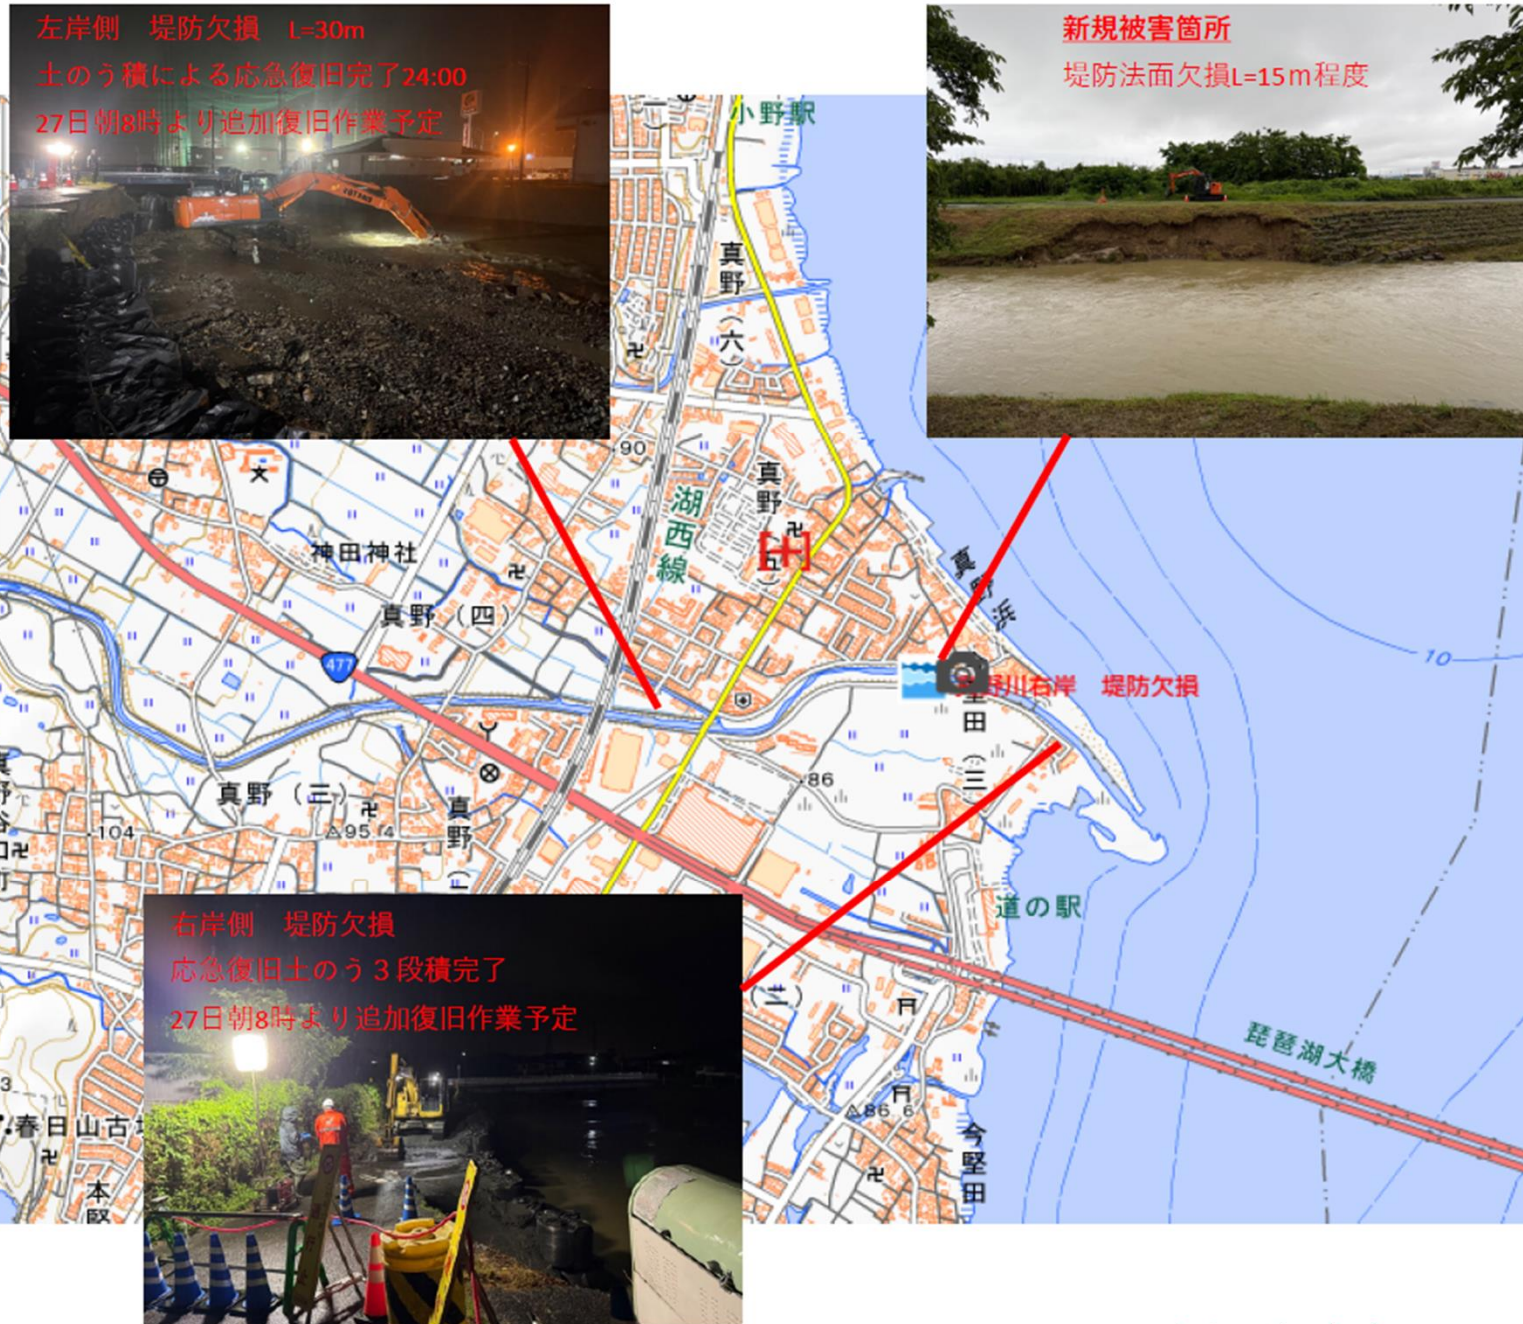 左岸側　堤防欠損　L=30m
土のう積による応急復旧完了24:00
27日朝8時より追加復旧作業予定
新規被害箇所
堤防法面欠損L=15ｍ程度
小野駅
真野（六）
90
真野（五）
湖西線
神田神社
真野（四）
真野浜
477
10
野川右岸　堤防欠損
堅田（三）
86
真野（三）
104
95.4
真野（
道の駅
右岸側　堤防欠損
応急復旧土のう３段積完了
27日朝8時より追加復旧作業予定
（二）
琵琶湖大橋
86.6
春日山古
今堅田
本堅